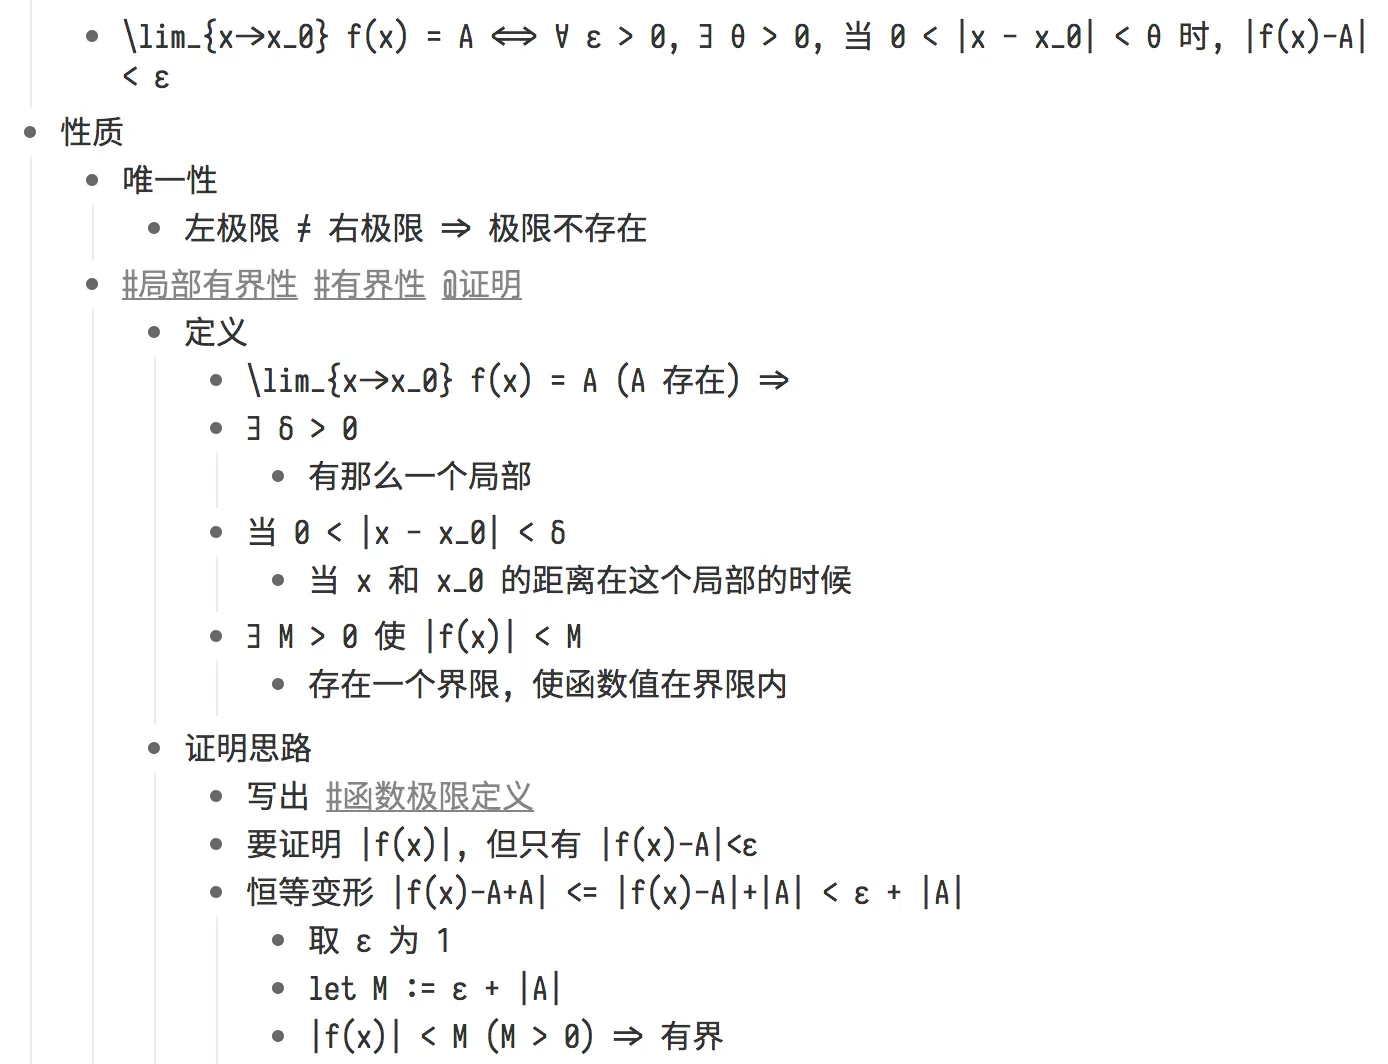 \lim_{x→x_0} f(x) = A ⟺ ∀ ε > 0, ∃ θ > 0, 当 0 < |x - x_0| < θ 时, |f(x)-A|
< ε
性质
唯一性
左极限 ≠ 右极限 ⇒ 极限不存在
#局部有界性 #有界性 @证明
定义
\lim_{x→x_0} f(x) = A (A 存在) ⇒
∃ δ > 0
有那么一个局部
当 0 < |x - x_0| < δ
当 x 和 x_0 的距离在这个局部的时候
∃ M > 0 使 |f(x)| < M
存在一个界限，使函数值在界限内
证明思路
写出 #函数极限定义
要证明 |f(x)|，但只有 |f(x)-A|<ε
恒等变形 |f(x)-A+A| <= |f(x)-A|+|A| < ε + |A|
取 ε 为 1
let M := ε + |A|
|f(x)| < M (M > 0) ⇒ 有界